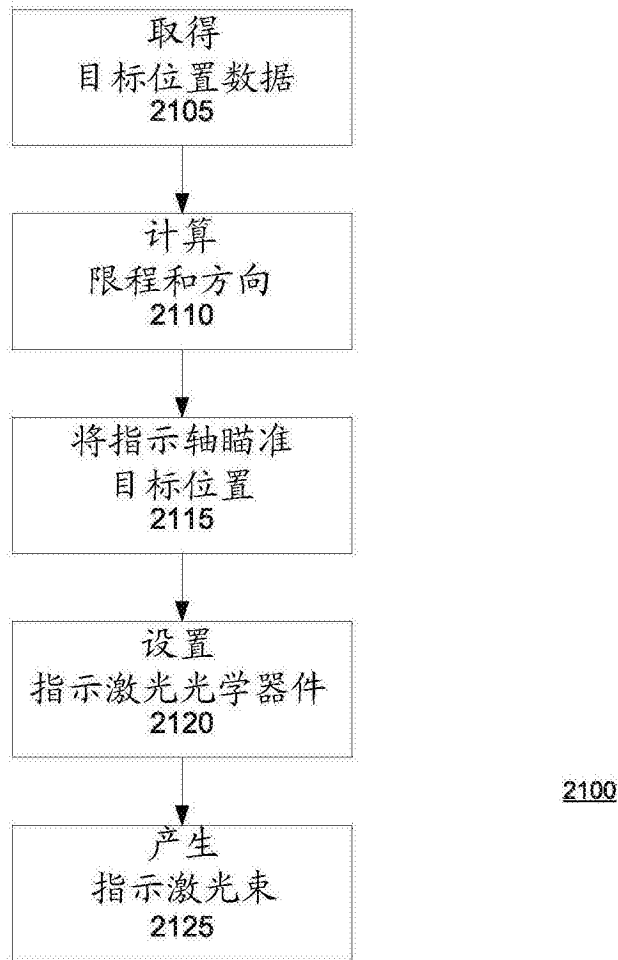 取得
目标位置数据
2105
计算
限程和方向
2110
将指示轴瞄准
目标位置
2115
设置
指示激光光学器件
2120
2100
产生
指示激光束
2125